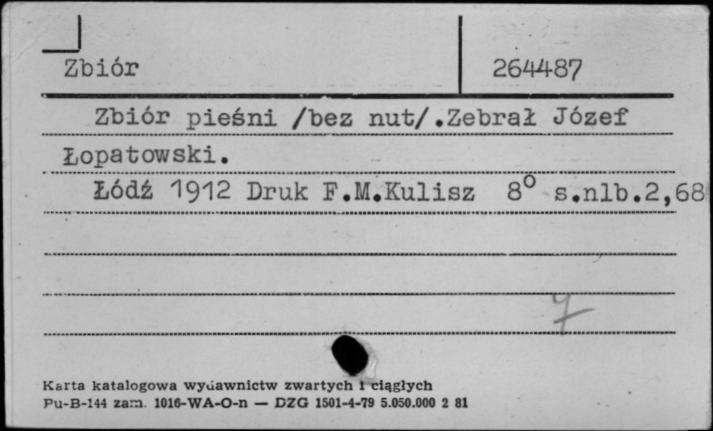 Zbiór 264487
Zbiór pieśni /bez nut/.Zebrał Józef
Łopatowski.
Łódź 1912 Druk F.M.Kulisz 8° s.nlb.2,68
7
Karta katalogowa wydawnictw zwartych i ciągłych
Pu-B-144 zam. 1016-WA-O-n — DZG 1501-4-79 5.050.000 2 81